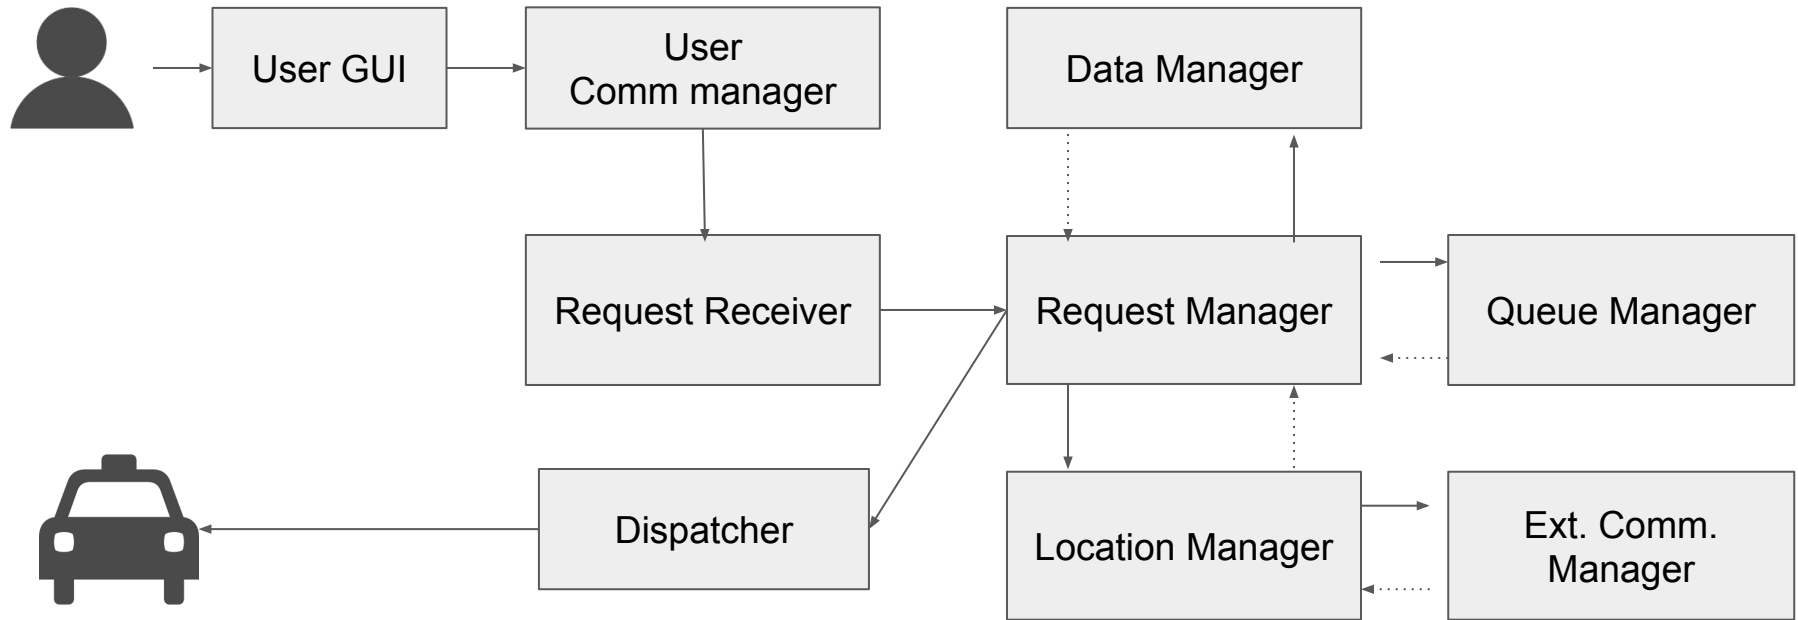 User GUI
User
Comm manager
Data Manager
Request Receiver
Request Manager
Queue Manager
Dispatcher
Location Manager
Ext. Comm.
Manager